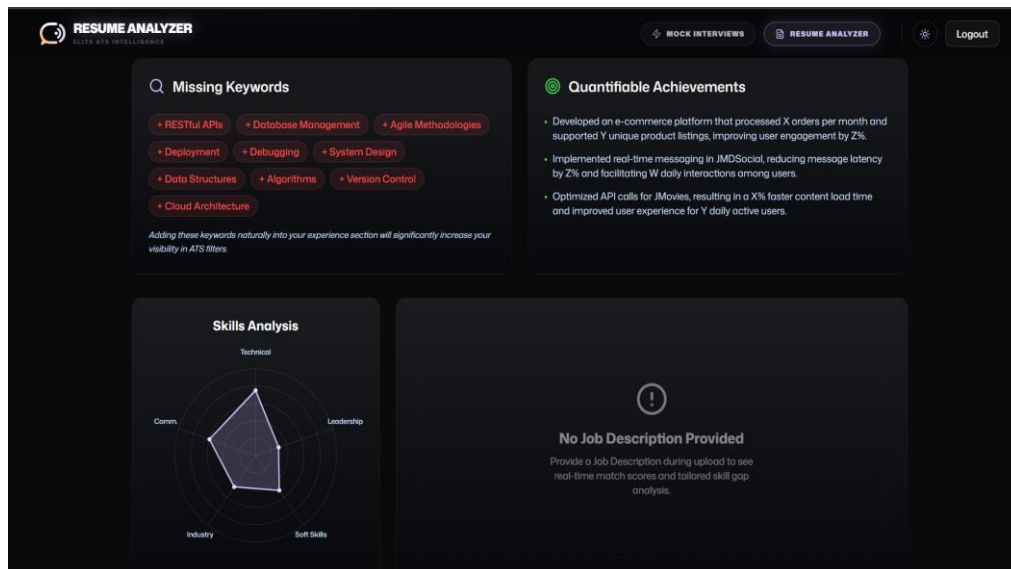 RESUME ANALYZER
ELITE ATS INTELLIGENCE
MOCK INTERVIEWS
RESUME ANALYZER
Logout
Missing Keywords
+ RESTful APIs
+ Database Management
+ Agile Methodologies
+ Deployment
+ Debugging
+ System Design
+ Data Structures
+ Algorithms
+ Version Control
+ Cloud Architecture
Adding these keywords naturally into your experience section will significantly increase your
visibility in ATS filters.
Quantifiable Achievements
• Developed an e-commerce platform that processed X orders per month and
supported Y unique product listings, improving user engagement by Z%.
• Implemented real-time messaging in JMDSocial, reducing message latency
by Z% and facilitating W daily interactions among users.
• Optimized API calls for JMovies, resulting in a X% faster content load time
and improved user experience for Y daily active users.
Skills Analysis
Technical
Comm.
Leadership
Industry
Soft Skills
No Job Description Provided
Provide a Job Description during upload to see
real-time match scores and tailored skill gap
analysis.